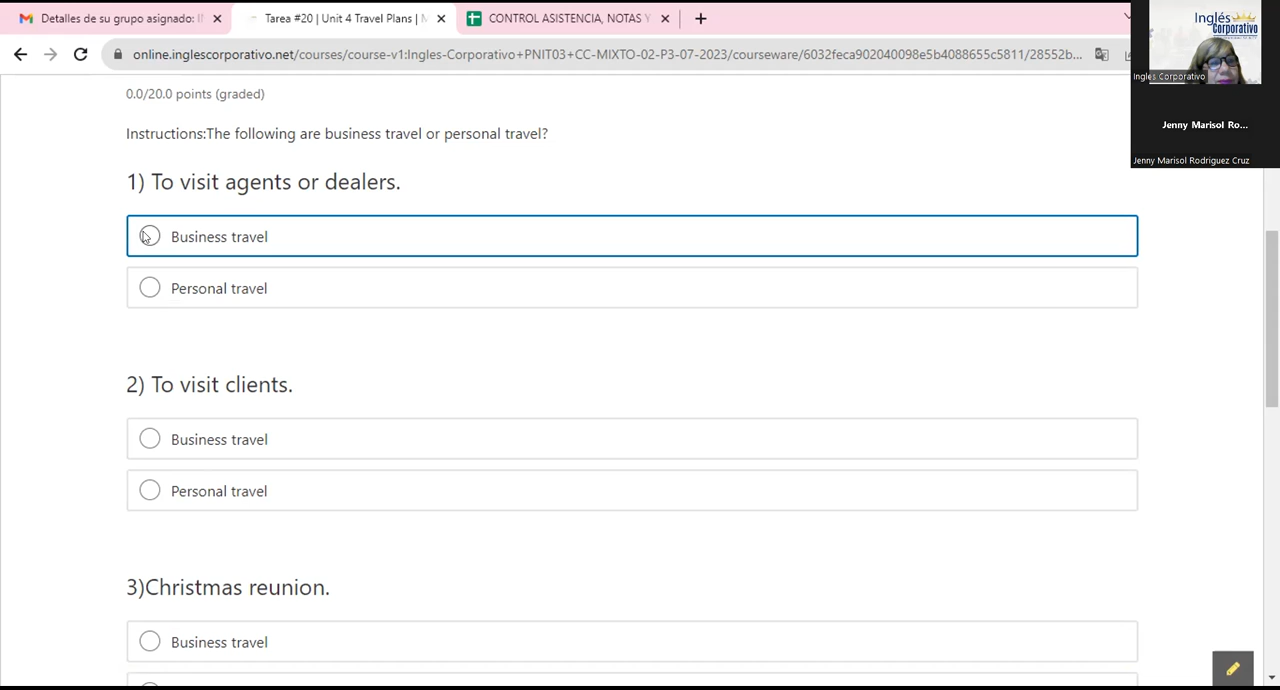 Detalles de su grupo asignado: I
Tarea #20 | Unit 4 Travel Plans |
CONTROL ASISTENCIA, NOTAS Y
online.inglescorporativo.net/courses/course-v1:Ingles-Corporativo+PNIT03+CC-MIXTO-02-P3-07-2023/courseware/6032feca902040098e5b4088655c5811/28552b...
Inglés
Corporativo
Ingles Corporativo
Jenny Marisol Ro...
Jenny Marisol Rodriguez Cruz
0.0/20.0 points (graded)
Instructions:The following are business travel or personal travel?
1) To visit agents or dealers.
Business travel
Personal travel
2) To visit clients.
Business travel
Personal travel
3)Christmas reunion.
Business travel